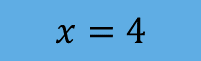 x = 4